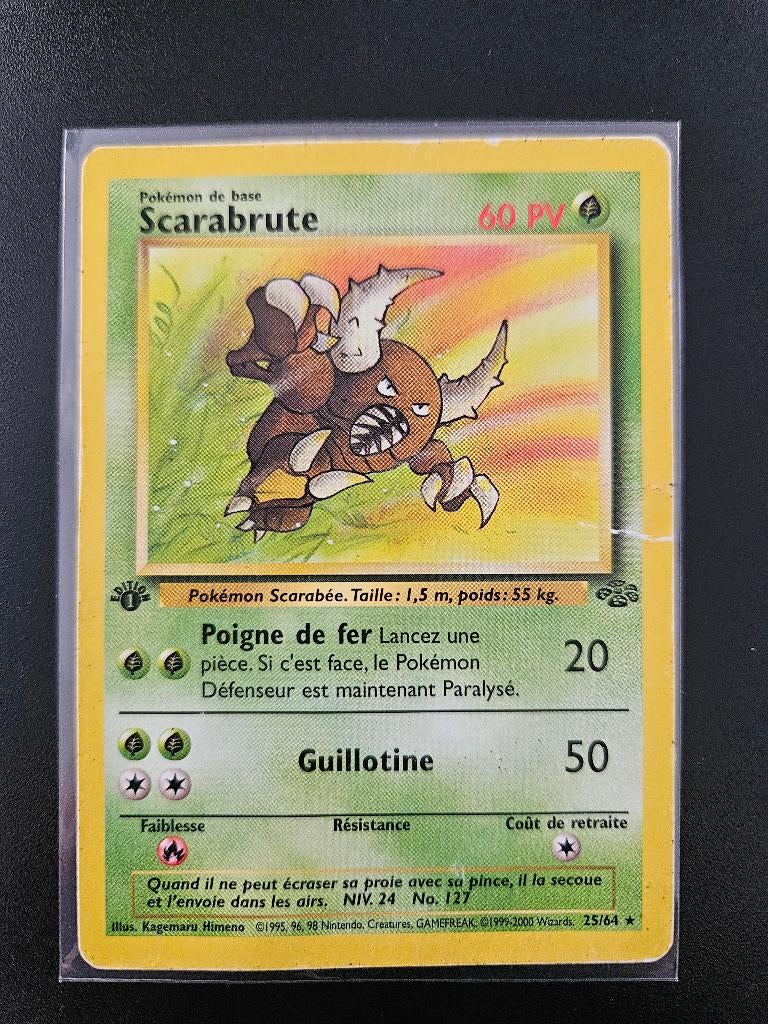 Pokémon de base
Scarabrute 60 PV
EDITION 1
Pokémon Scarabée. Taille: 1,5 m, poids: 55 kg.
Poigne de fer Lancez une
pièce. Si c'est face, le Pokémon
Défenseur est maintenant Paralysé.
20
Guillotine 50
Faiblesse Résistance Coût de retraite
Quand il ne peut écraser sa proie avec sa pince, il la secoue
et l'envoie dans les airs. NIV. 24 No. 127
Illus. Kagemaru Himeno ©1995, 96, 98 Nintendo, Creatures, GAMEFREAK. ©1999-2000 Wizards. 25/64 ★